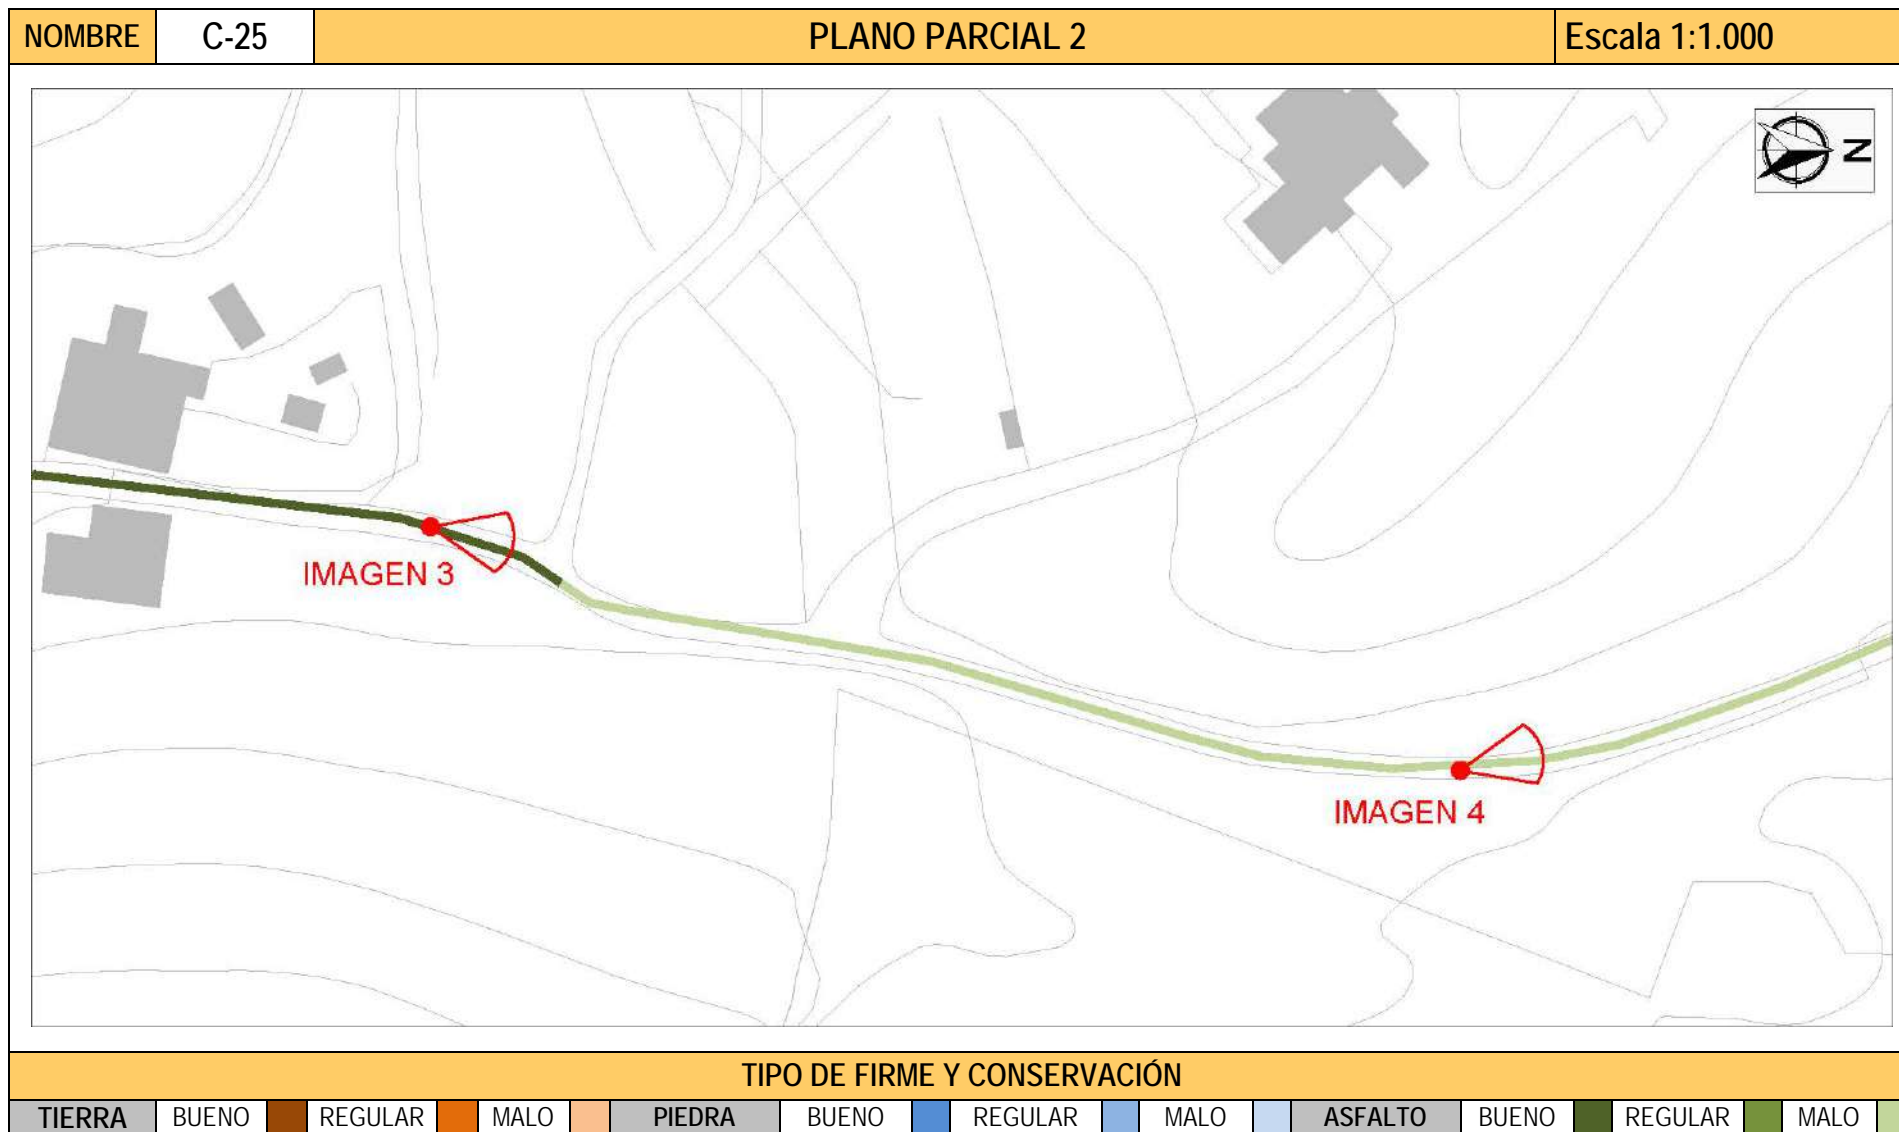 NOMBRE C-25 PLANO PARCIAL 2 Escala 1:1.000
N
IMAGEN 3
IMAGEN 4
TIPO DE FIRME Y CONSERVACIÓN
TIERRA BUENO REGULAR MALO PIEDRA BUENO REGULAR MALO ASFALTO BUENO REGULAR MALO